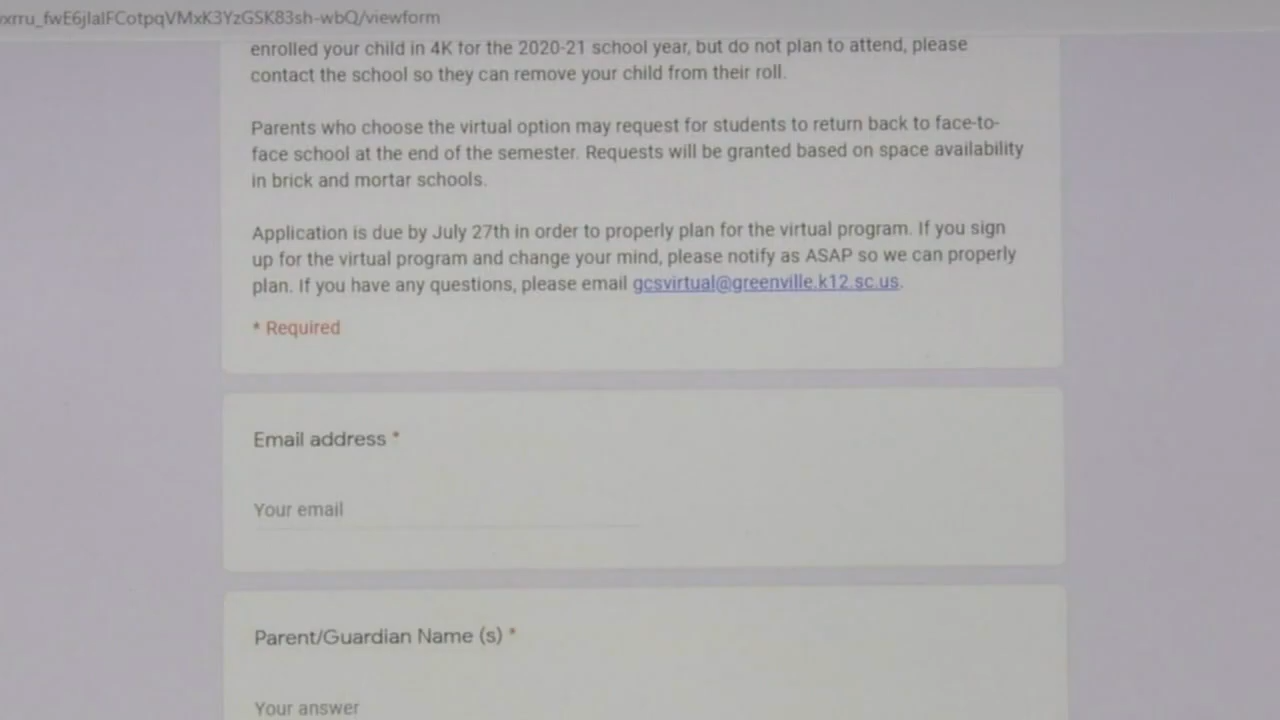 enrolled your child in 4K for the 2020-21 school year, but do not plan to attend, please
contact the school so they can remove your child from their roll.
Parents who choose the virtual option may request for students to return back to face-to-
face school at the end of the semester. Requests will be granted based on space availability
in brick and mortar schools.
Application is due by July 27th in order to properly plan for the virtual program. If you sign
up for the virtual program and change your mind, please notify as ASAP so we can properly
plan. If you have any questions, please email gcsvirtual@greenville.k12.sc.us.
* Required
Email address *
Your email
Parent/Guardian Name (s) *
Your answer